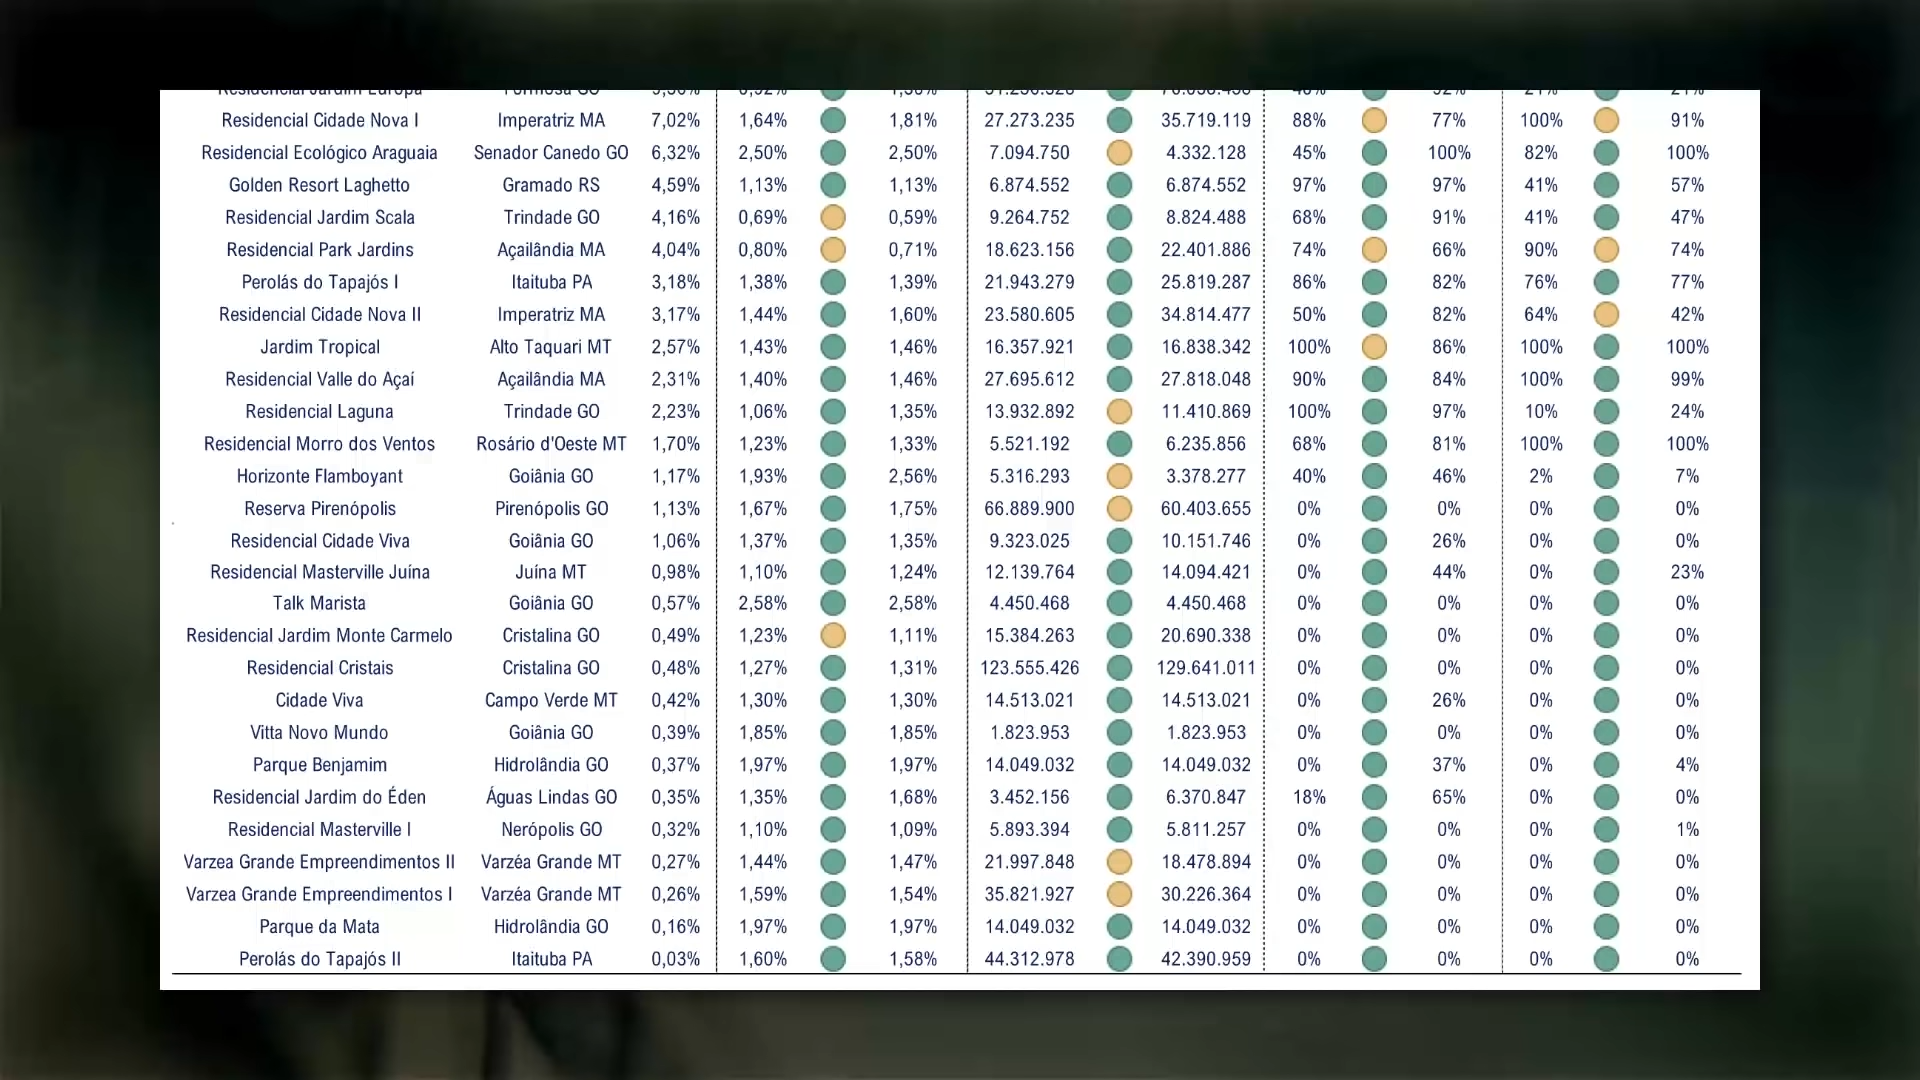 Residencial Cidade Nova I Imperatriz MA 7,02% 1,64% 1,81% 27.273.235 35.719.119 88% 77% 100% 91%
Residencial Ecológico Araguaia Senador Canedo GO 6,32% 2,50% 2,50% 7.094.750 4.332.128 45% 100% 82% 100%
Golden Resort Laghetto Gramado RS 4,59% 1,13% 1,13% 6.874.552 6.874.552 97% 97% 41% 57%
Residencial Jardim Scala Trindade GO 4,16% 0,69% 0,59% 9.264.752 8.824.488 68% 91% 41% 47%
Residencial Park Jardins Açailândia MA 4,04% 0,80% 0,71% 18.623.156 22.401.886 74% 66% 90% 74%
Perolás do Tapajós I Itaituba PA 3,18% 1,38% 1,39% 21.943.279 25.819.287 86% 82% 76% 77%
Residencial Cidade Nova II Imperatriz MA 3,17% 1,44% 1,60% 23.580.605 34.814.477 50% 82% 64% 42%
Jardim Tropical Alto Taquari MT 2,57% 1,43% 1,46% 16.357.921 16.838.342 100% 86% 100% 100%
Residencial Valle do Açaí Açailândia MA 2,31% 1,40% 1,46% 27.695.612 27.818.048 90% 84% 100% 99%
Residencial Laguna Trindade GO 2,23% 1,06% 1,35% 13.932.892 11.410.869 100% 97% 10% 24%
Residencial Morro dos Ventos Rosário d'Oeste MT 1,70% 1,23% 1,33% 5.521.192 6.235.856 68% 81% 100% 100%
Horizonte Flamboyant Goiânia GO 1,17% 1,93% 2,56% 5.316.293 3.378.277 40% 46% 2% 7%
Reserva Pirenópolis Pirenópolis GO 1,13% 1,67% 1,75% 66.889.900 60.403.655 0% 0% 0% 0%
Residencial Cidade Viva Goiânia GO 1,06% 1,37% 1,35% 9.323.025 10.151.746 0% 26% 0% 0%
Residencial Masterville Juína Juína MT 0,98% 1,10% 1,24% 12.139.764 14.094.421 0% 44% 0% 23%
Talk Marista Goiânia GO 0,57% 2,58% 2,58% 4.450.468 4.450.468 0% 0% 0% 0%
Residencial Jardim Monte Carmelo Cristalina GO 0,49% 1,23% 1,11% 15.384.263 20.690.338 0% 0% 0% 0%
Residencial Cristais Cristalina GO 0,48% 1,27% 1,31% 123.555.426 129.641.011 0% 0% 0% 0%
Cidade Viva Campo Verde MT 0,42% 1,30% 1,30% 14.513.021 14.513.021 0% 26% 0% 0%
Vitta Novo Mundo Goiânia GO 0,39% 1,85% 1,85% 1.823.953 1.823.953 0% 0% 0% 0%
Parque Benjamim Hidrolândia GO 0,37% 1,97% 1,97% 14.049.032 14.049.032 0% 37% 0% 4%
Residencial Jardim do Éden Águas Lindas GO 0,35% 1,35% 1,68% 3.452.156 6.370.847 18% 65% 0% 0%
Residencial Masterville I Nerópolis GO 0,32% 1,10% 1,09% 5.893.394 5.811.257 0% 0% 0% 1%
Varzea Grande Empreendimentos II Varzéa Grande MT 0,27% 1,44% 1,47% 21.997.848 18.478.894 0% 0% 0% 0%
Varzea Grande Empreendimentos I Varzéa Grande MT 0,26% 1,59% 1,54% 35.821.927 30.226.364 0% 0% 0% 0%
Parque da Mata Hidrolândia GO 0,16% 1,97% 1,97% 14.049.032 14.049.032 0% 0% 0% 0%
Perolás do Tapajós II Itaituba PA 0,03% 1,60% 1,58% 44.312.978 42.390.959 0% 0% 0% 0%